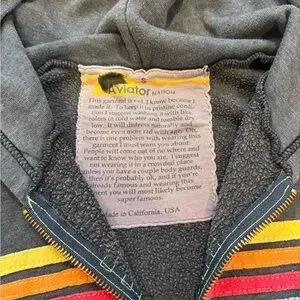 S
Aviator NATION
This garment is rad. I know because I
made it. To keep it in pristine condi-
tion I suggest washing it with like
colors in cold water and tumble dry
low. It will distress naturally and
become even more rad with age. Oh,
there is one problem with wearing this
garment I must warn you about:
People will come out of no where and
want to know who you are. I suggest
not wearing it in a crowded place
unless you have a couple body guards,
then it's probably ok, and if you're
already famous and wearing this
garment you will most likely become
super famous.
Made in California, USA